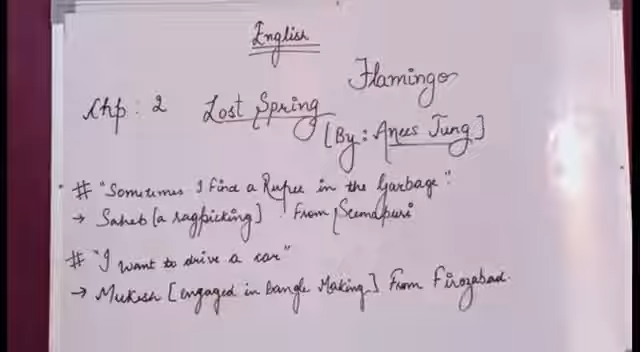 English
Flamingo
Chp : 2 Lost Spring
[By : Anees Jung]
# "Sometimes I find a Rupee in the Garbage".
→ Saheb [a ragpicking] From Seemapuri
# "I want to drive a car"
→ Mukesh [engaged in bangle Making] From Firozabad.